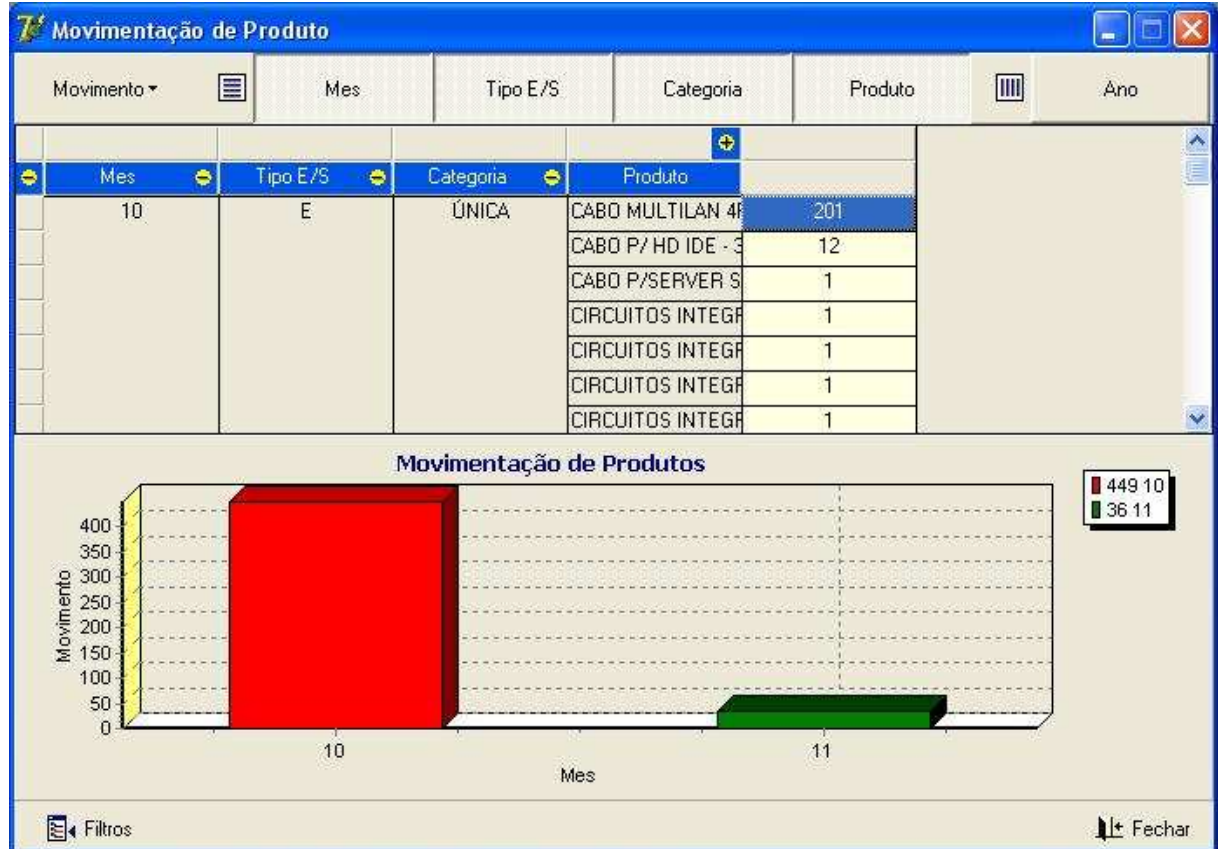 Movimentação de Produto
Movimento Mes Tipo E/S Categoria Produto Ano
Mes Tipo E/S Categoria Produto
10 E ÚNICA CABO MULTILAN 4 201
CABO P/ HD IDE - 3 12
CABO P/SERVER S 1
CIRCUITOS INTEGR 1
CIRCUITOS INTEGR 1
CIRCUITOS INTEGR 1
CIRCUITOS INTEGR 1
Movimentação de Produtos
449 10
36 11
400
350
300
250
200
150
100
50
0
Movimento
10 11
Mes
Filtros Fechar